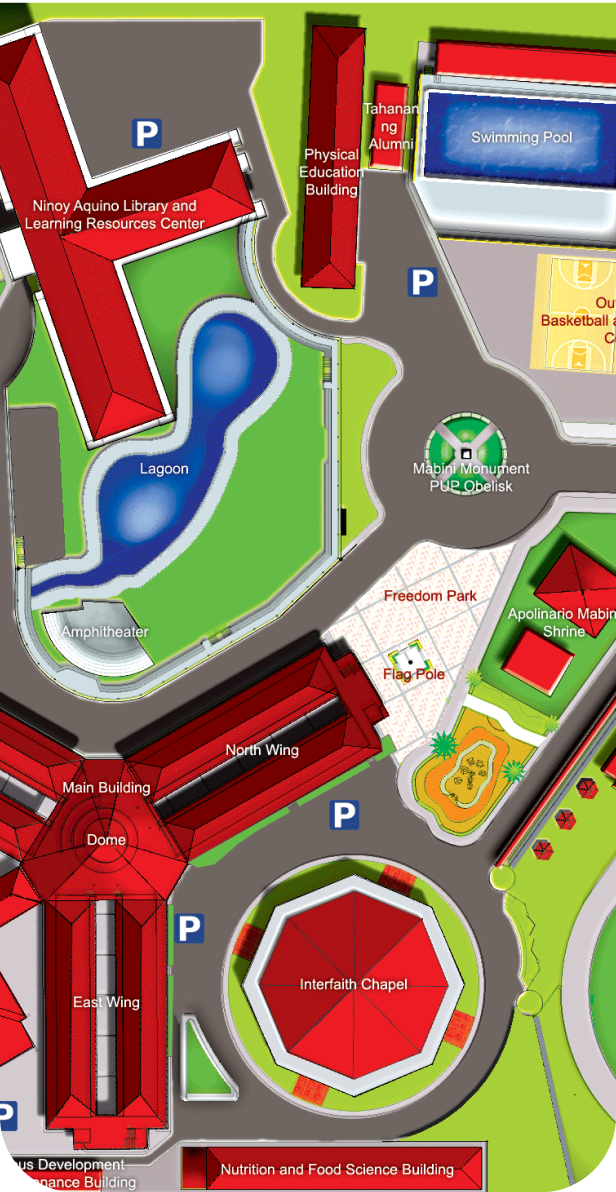 P
Tahanan
ng
Alumni
Swimming Pool
Physical
Education
Building
Ninoy Aquino Library and
Learning Resources Center
P
Basketball
Lagoon
Mabini Monument
PUP Obelisk
Freedom Park
Apolinario Mabin
Shrine
Amphitheater
Flag Pole
North Wing
Main Building
P
Dome
P
Interfaith Chapel
East Wing
P
us Development
nance Building
Nutrition and Food Science Building